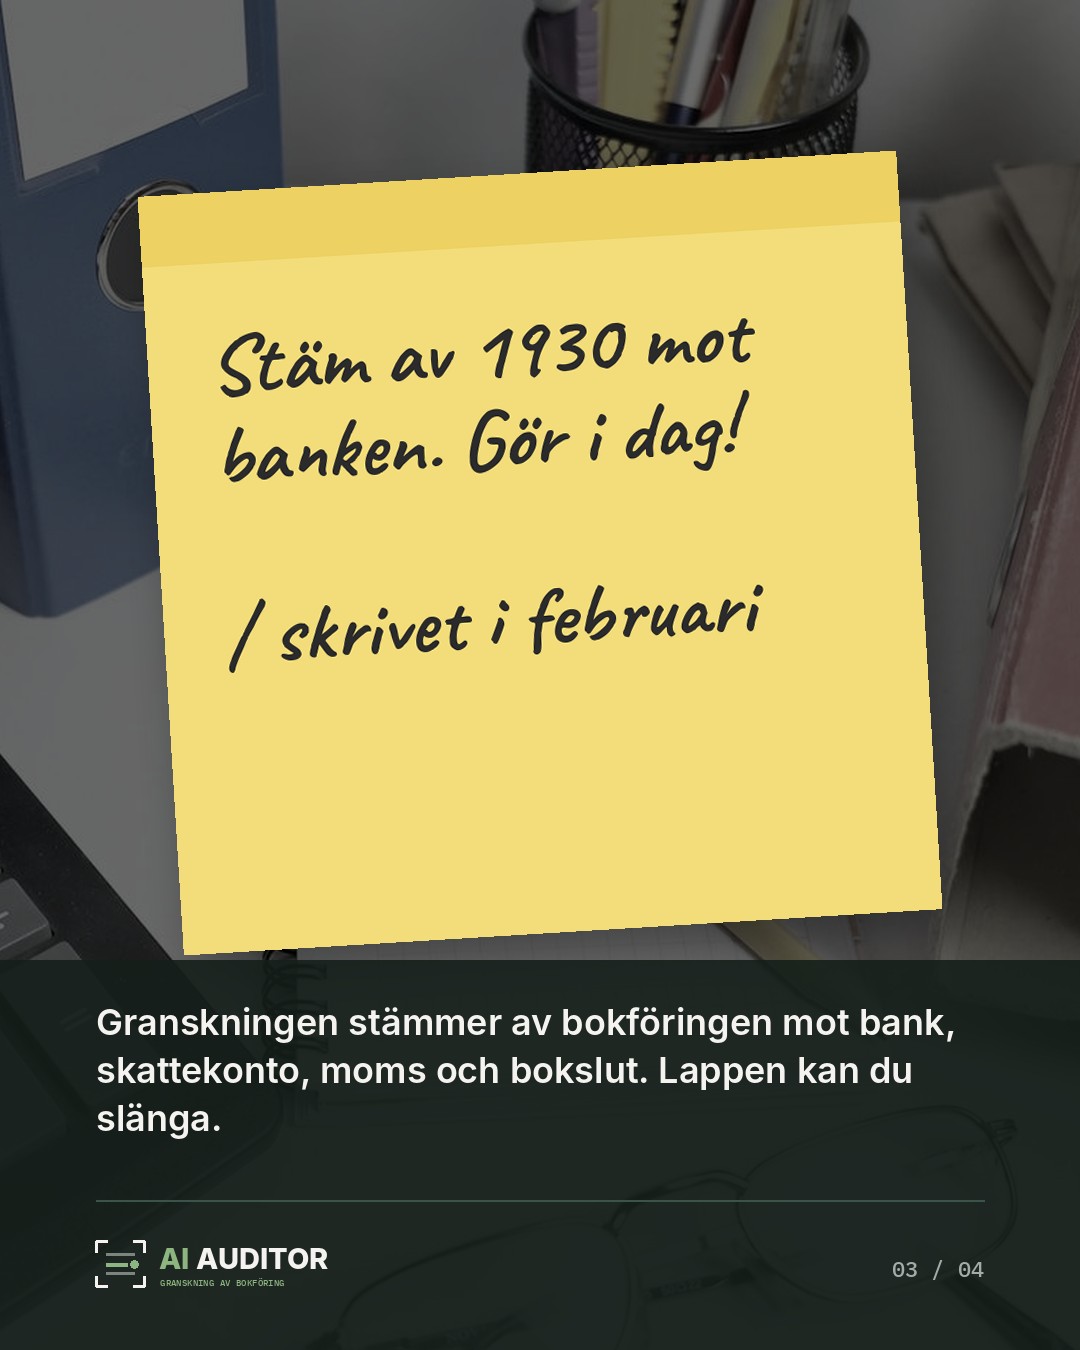 Stäm av 1930 mot
banken. Gör i dag!
/ skrivet i februari
Granskningen stämmer av bokföringen mot bank,
skattekonto, moms och bokslut. Lappen kan du
slänga.
AI AUDITOR
GRANSKNING AV BOKFÖRING
03 / 04